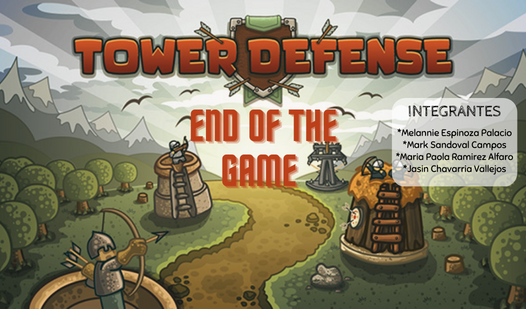 TOWER DEFENSE
END OF THE
GAME
INTEGRANTES
*Melannie Espinoza Palacio
*Mark Sandoval Campos
*Maria Paola Ramirez Alfaro
*Jasin Chavarria Vallejos